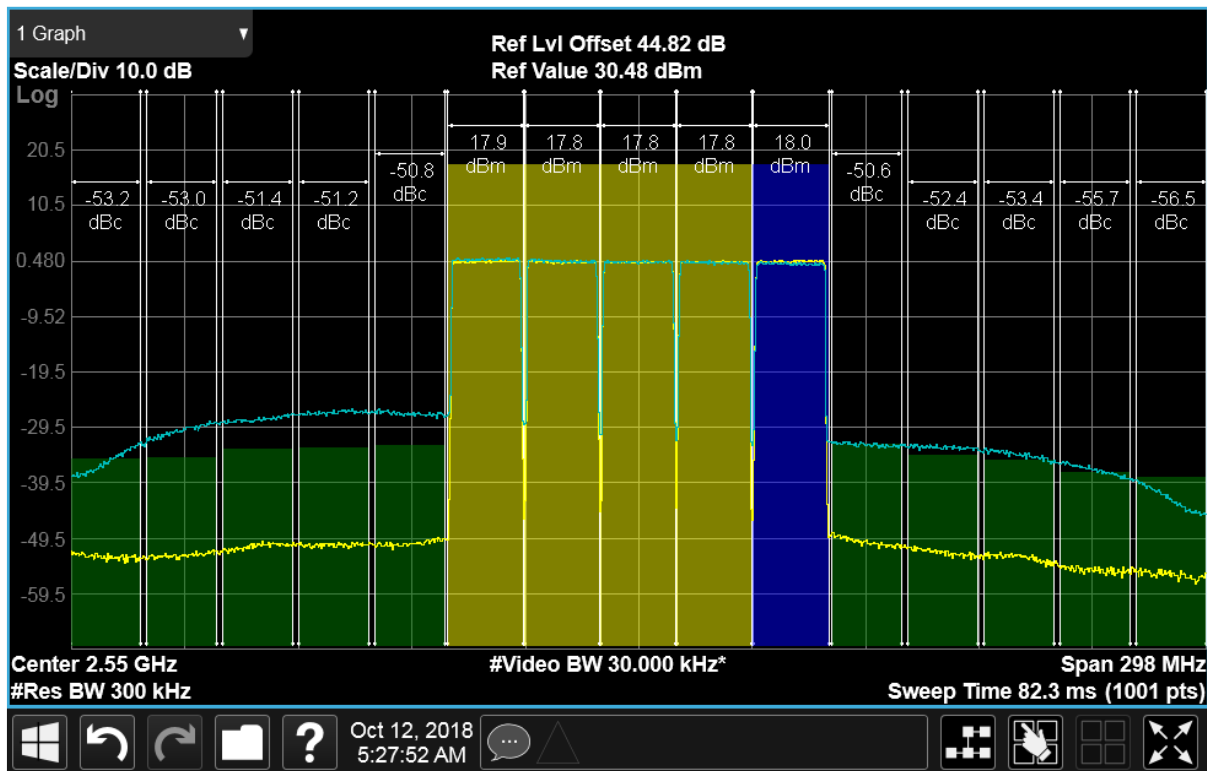 1 Graph ▼
Ref Lvl Offset 44.82 dB
Scale/Div 10.0 dB
Ref Value 30.48 dBm
Log
17.9 17.8 17.8 17.8 18.0
20.5
dBm dBm dBm dBm dBm
-50.8 -50.6
dBc dBc
-53.2 -53.0 -51.4 -51.2 -52.4 -53.4 -55.7 -56.5
10.5
dBc dBc dBc dBc dBc dBc dBc dBc
0.480
-9.52
-19.5
-29.5
-39.5
-49.5
-59.5
Center 2.55 GHz #Video BW 30.000 kHz* Span 298 MHz
#Res BW 300 kHz Sweep Time 82.3 ms (1001 pts)
? Oct 12, 2018
5:27:52 AM